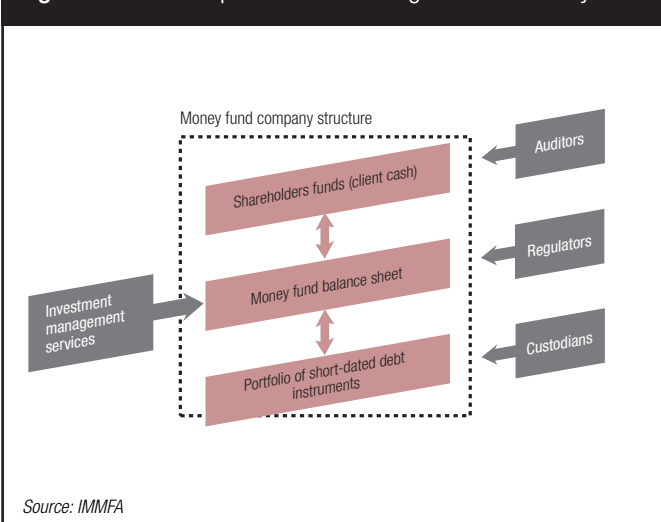 Money fund company structure
Auditors
Shareholders funds (client cash)
Regulators
Money fund balance sheet
Investment
management
services
Custodians
Portfolio of short-dated debt
instruments
Source: IMMFA